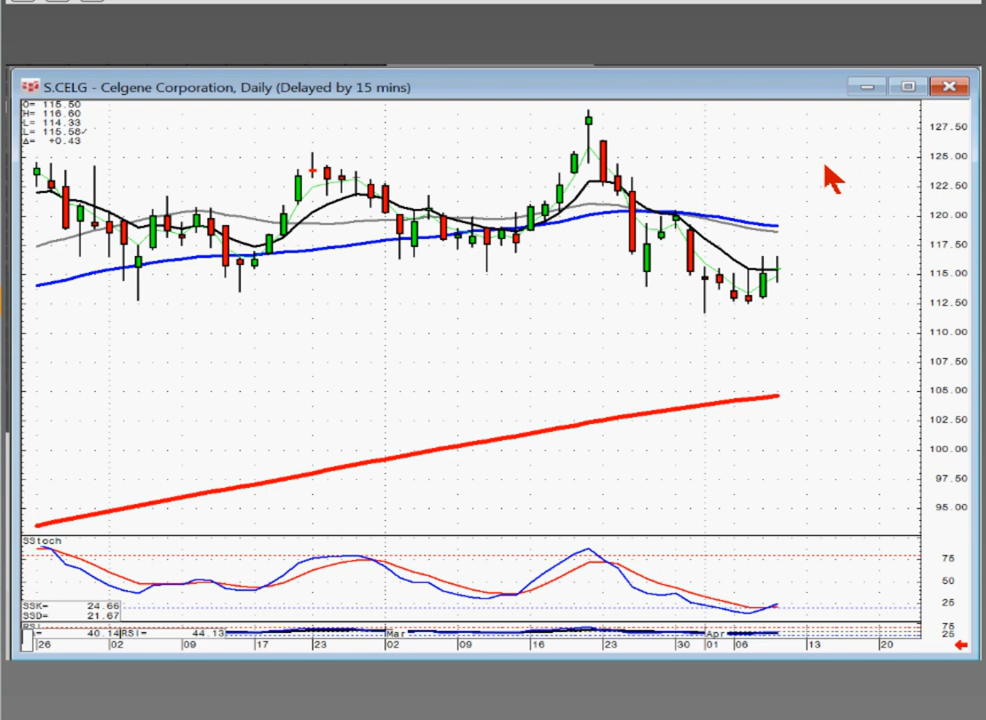 S.CELG - Celgene Corporation, Daily (Delayed by 15 mins)
O= 115.50
H= 116.60
L= 114.33
L= 115.58✓
Δ= +0.43
127.50
125.00
122.50
120.00
117.50
115.00
112.50
110.00
107.50
105.00
102.50
100.00
97.50
95.00
SStoch
75
50
25
SSK= 24.66
SSD= 21.67
40.14 RSI= 44.13
75
25
26 02 09 17 23 02 Mar 09 16 23 30 01 Apr 06 13 20